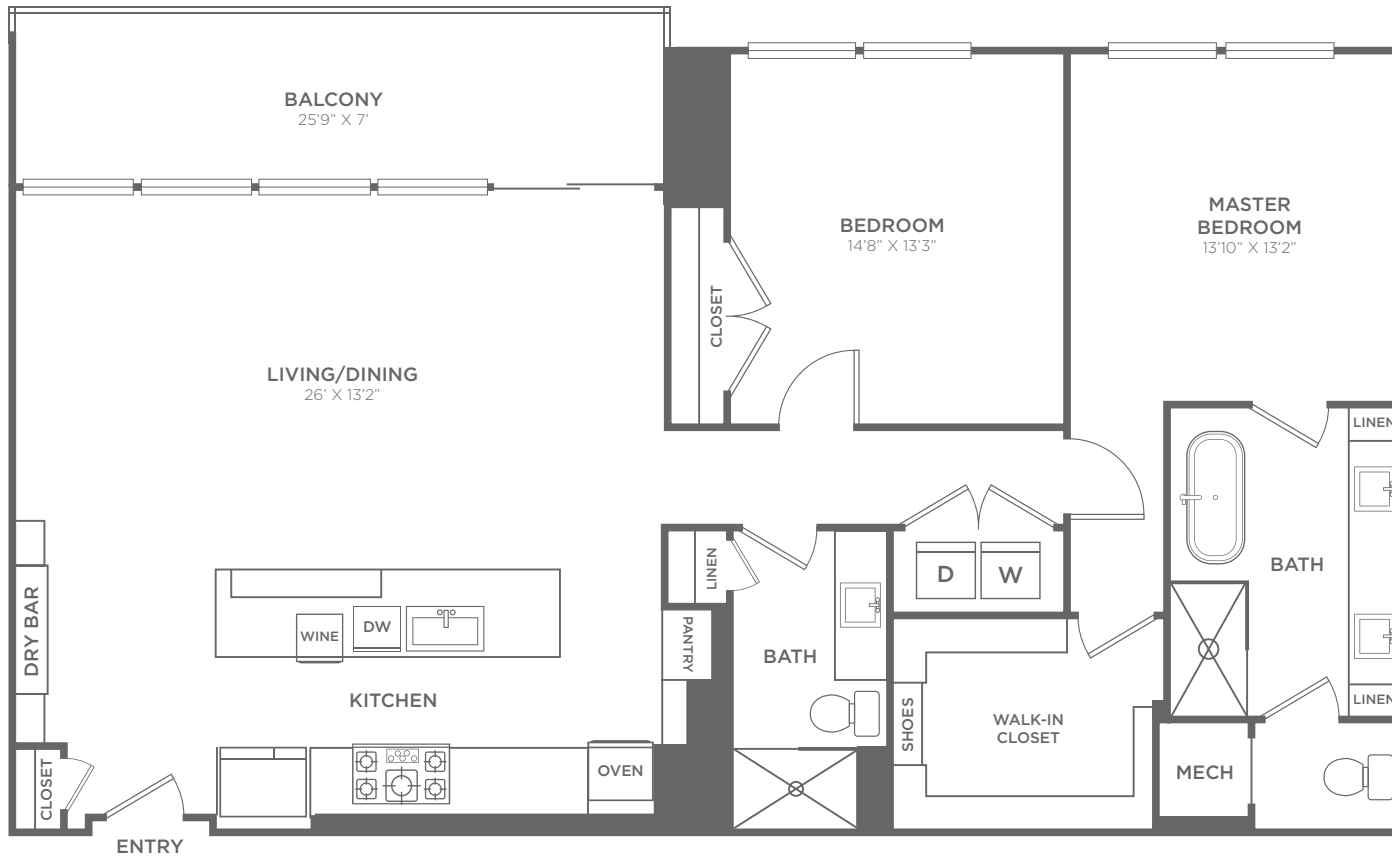 BALCONY
25'9" X 7'
BEDROOM
14'8" X 13'3"
MASTER
BEDROOM
13'10" X 13'2"
CLOSET
LIVING/DINING
26' X 13'2"
LINEN
LINEN
D
W
BATH
DRY BAR
WINE
DW
PANTRY
BATH
KITCHEN
LINEN
SHOES
WALK-IN
CLOSET
CLOSET
OVEN
MECH
ENTRY